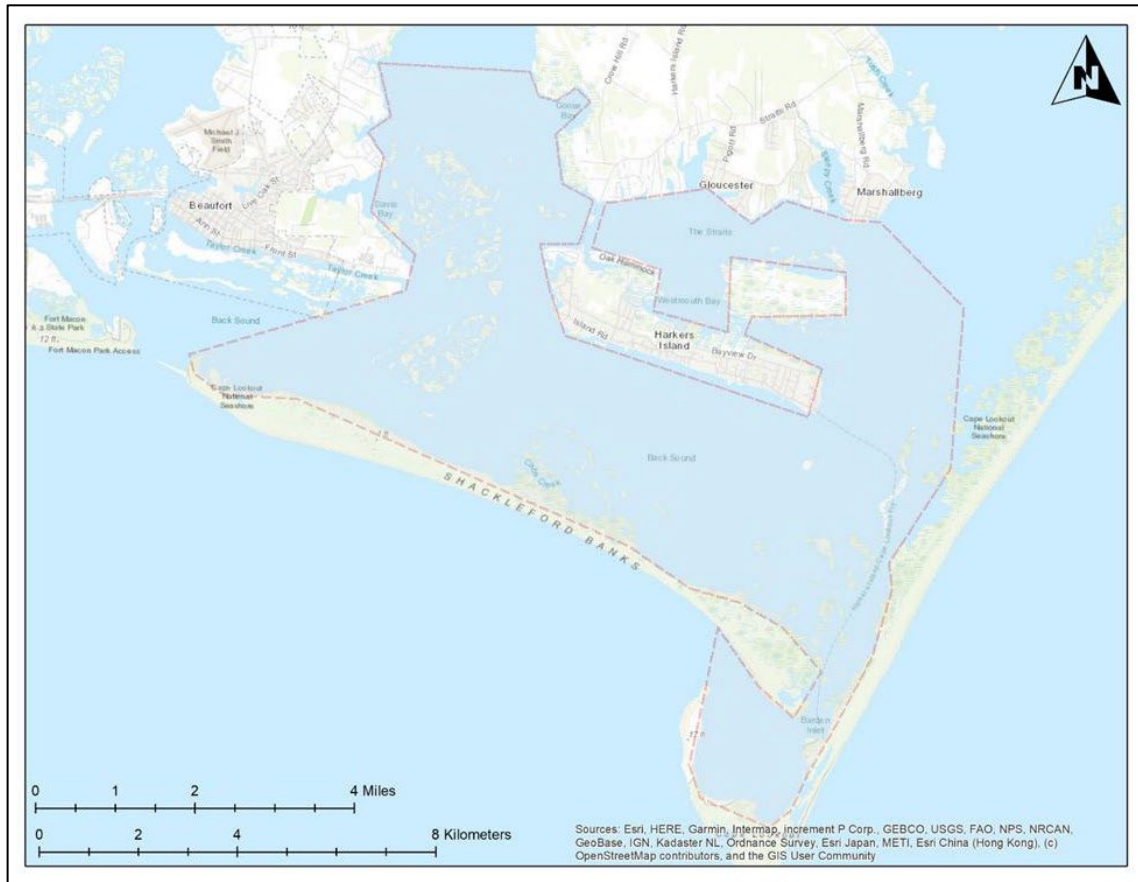 N
Crow Hill Rd
Harkers Island Rd
Straits Rd
Pigott Rd
Marshallberg Rd
Goose
Bay
Michael J.
Smith
Field
Gloucester
Marshallberg
Beaufort
Live Oak St
Ann St
Front St
Davis
Bay
Taylor Creek
Taylor Creek
The Straits
Oak Hammock
Westmouth Bay
Back Sound
Fort
Macon
State Park
12 ft
Fort Macon Park Access
Island Rd
Harkers
Island
Bayview Dr
Cape Lookout
National
Seashore
Cape Lookout
National
Seashore
Back Sound
SHACKLEFORD BANKS
Barden
Inlet
0 1 2 4 Miles
0 2 4 8 Kilometers
Sources: Esri, HERE, Garmin, Intermap, increment P Corp., GEBCO, USGS, FAO, NPS, NRCAN,
GeoBase, IGN, Kadaster NL, Ordnance Survey, Esri Japan, METI, Esri China (Hong Kong), (c)
OpenStreetMap contributors, and the GIS User Community